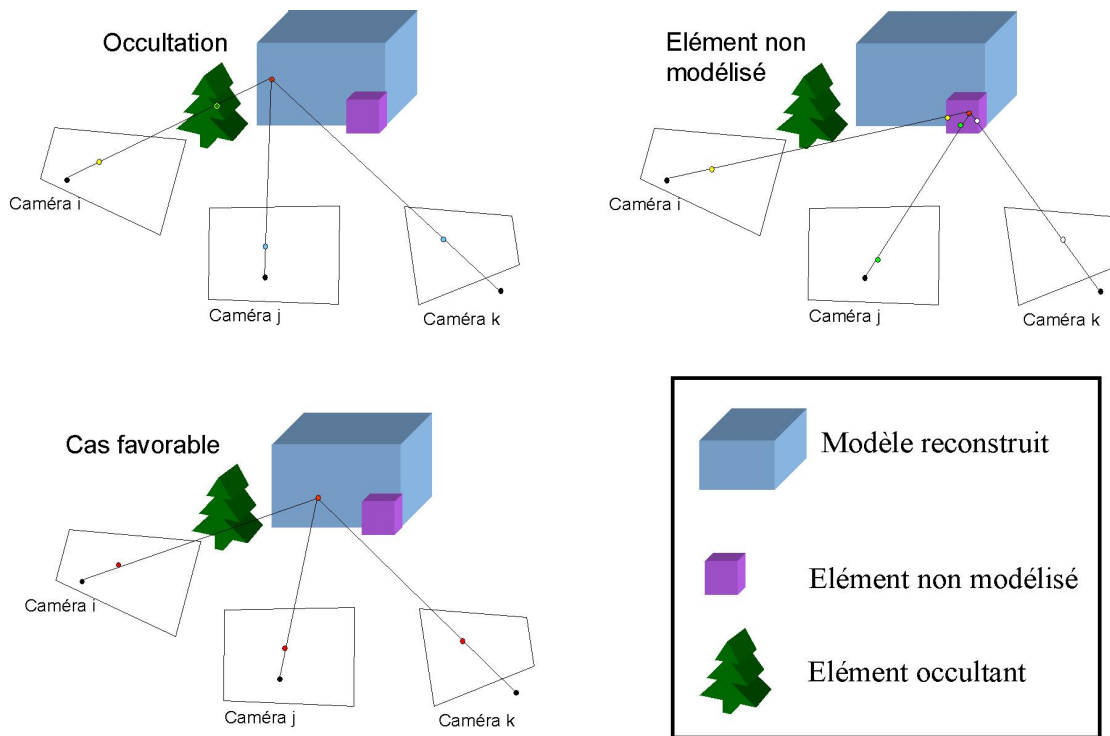 Occultation
Caméra i
Caméra j
Caméra k
Elément non
modélisé
Caméra i
Caméra j
Caméra k
Cas favorable
Caméra i
Caméra j
Caméra k
Modèle reconstruit
Elément non modélisé
Elément occultant